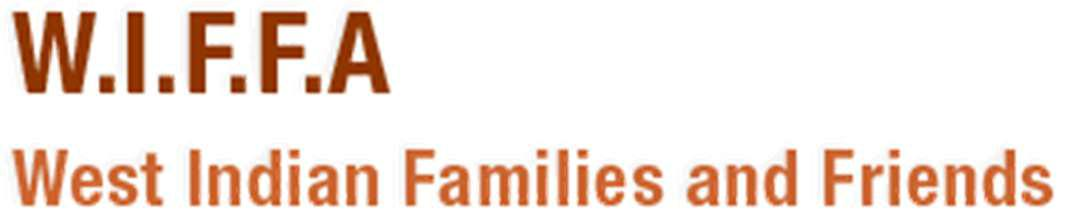 W.I.F.F.A
West Indian Families and Friends